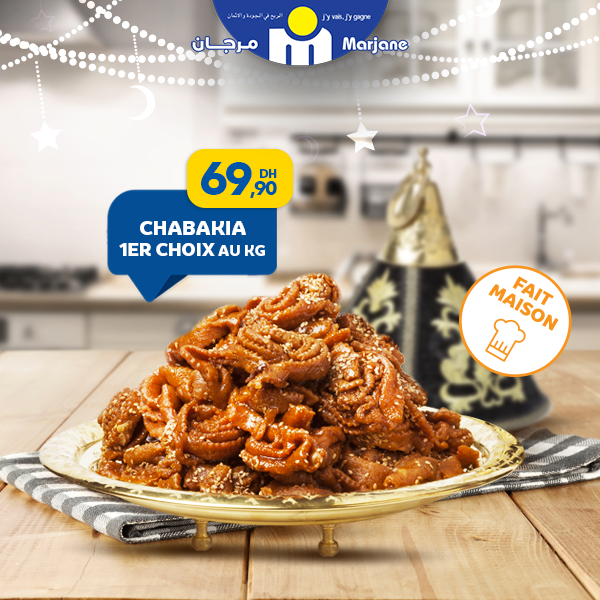 الربح في الجودة والاثمان
j'y vais, j'y gagne
مرجان
Marjane
69,90 DH
CHABAKIA
1ER CHOIX AU KG
FAIT
MAISON